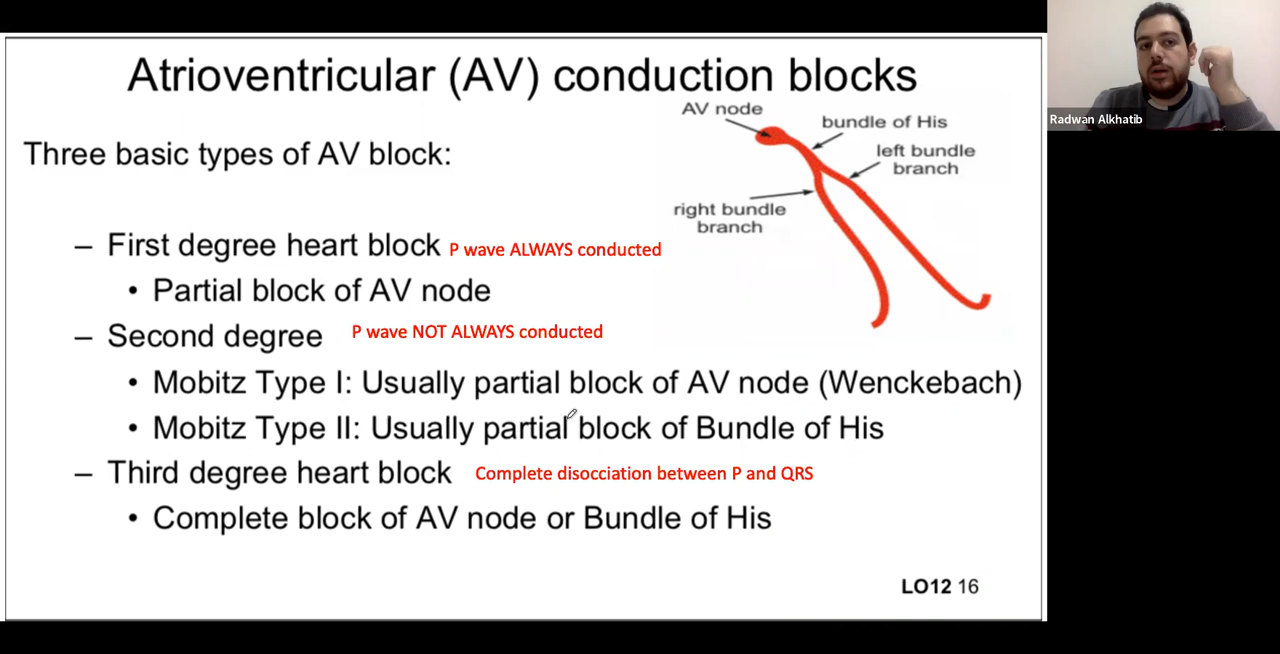 Atrioventricular (AV) conduction blocks
AV node
bundle of His
left bundle
branch
right bundle
branch
Three basic types of AV block:
– First degree heart block P wave ALWAYS conducted
• Partial block of AV node
– Second degree P wave NOT ALWAYS conducted
• Mobitz Type I: Usually partial block of AV node (Wenckebach)
• Mobitz Type II: Usually partial block of Bundle of His
– Third degree heart block Complete disocciation between P and QRS
• Complete block of AV node or Bundle of His
LO12 16
Radwan Alkhatib